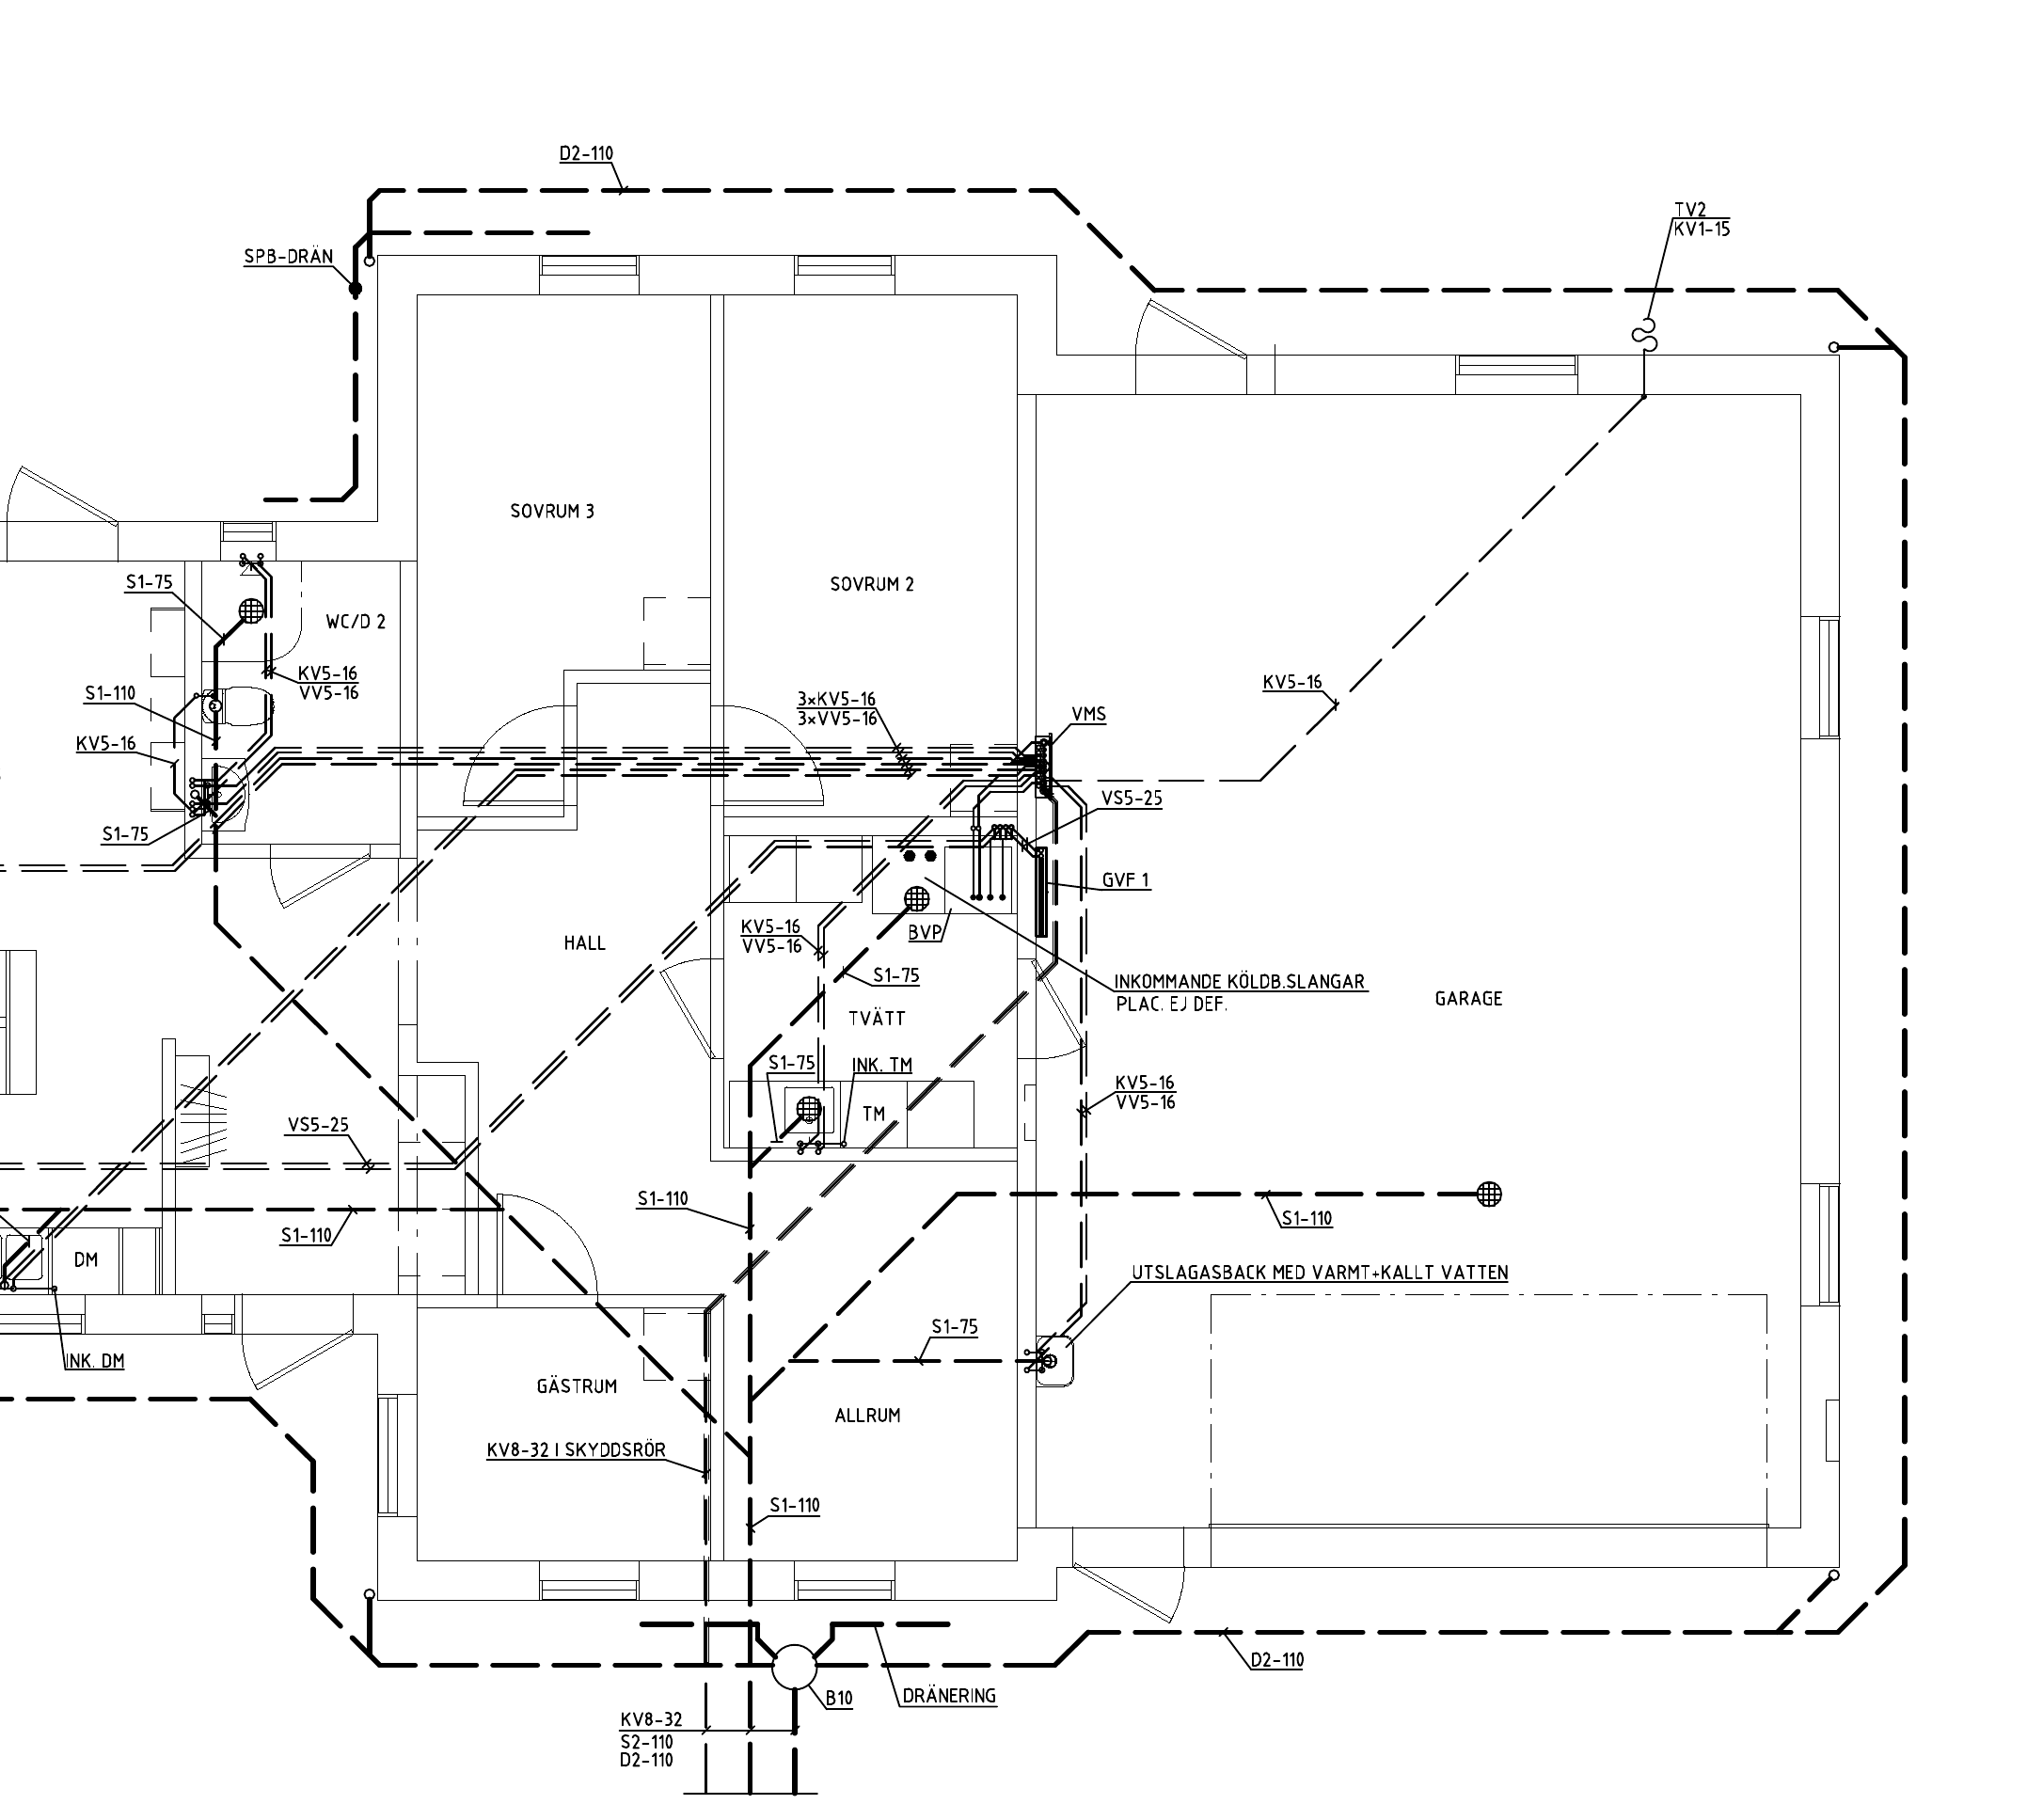 D2-110
TV2
KV1-15
SPB-DRÄN
SOVRUM 3
SOVRUM 2
S1-75
WC/D 2
KV5-16
VV5-16
S1-110
KV5-16
S1-75
3xKV5-16
3xVV5-16
VMS
KV5-16
VS5-25
GVF 1
HALL
KV5-16
VV5-16
BVP
S1-75
INKOMMANDE KÖLDB.SLANGAR
PLAC. EJ DEF.
GARAGE
TVÄTT
S1-75
INK. TM
TM
KV5-16
VV5-16
VS5-25
S1-110
S1-110
S1-110
DM
UTSLAGASBACK MED VARMT+KALLT VATTEN
S1-75
INK. DM
GÄSTRUM
ALLRUM
KV8-32 I SKYDDSRÖR
S1-110
D2-110
B10
DRÄNERING
KV8-32
S2-110
D2-110